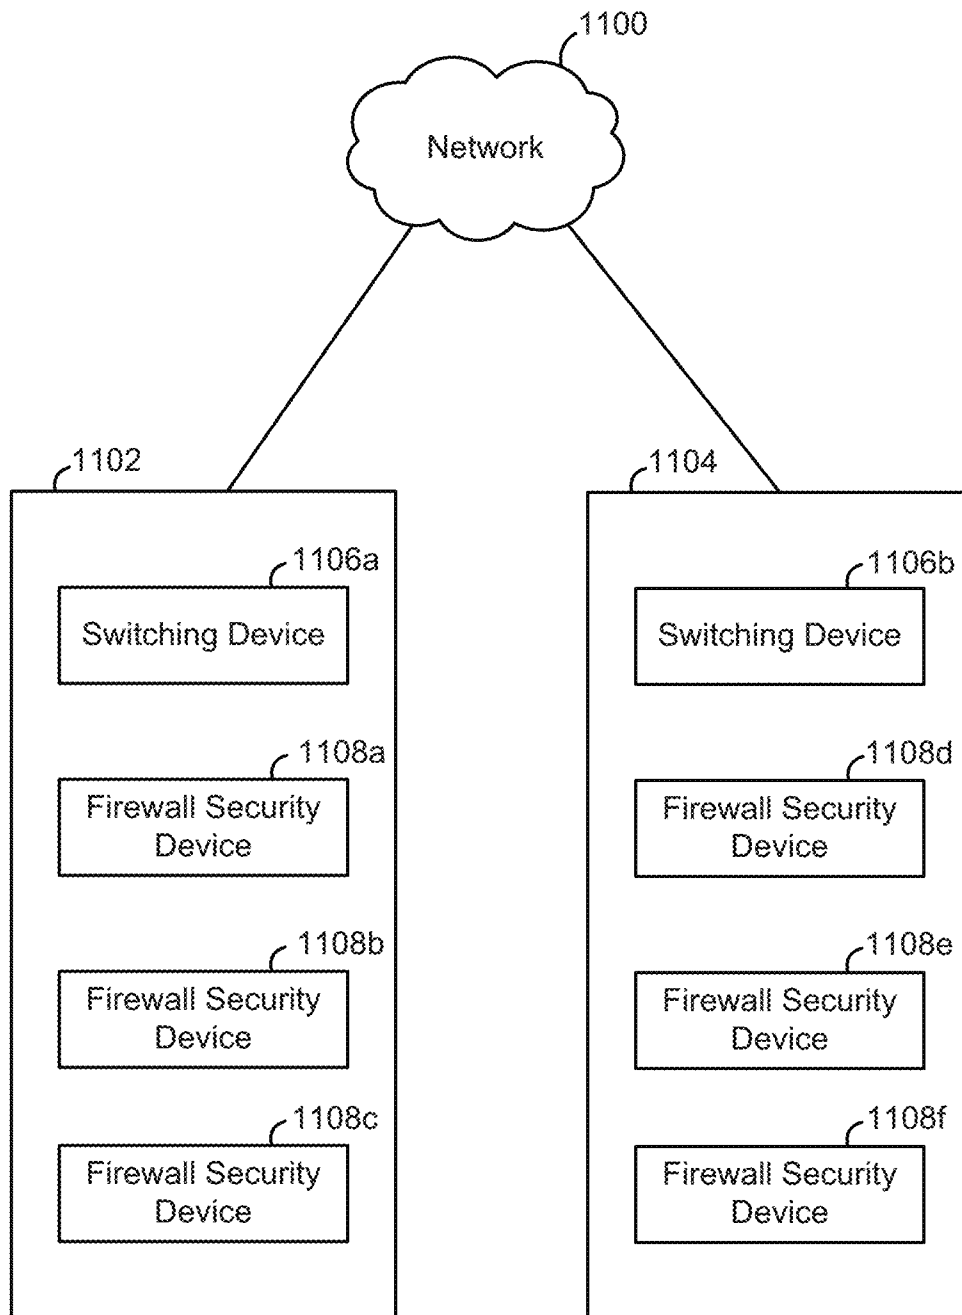 1100
Network
1102
1106a
Switching Device
1108a
Firewall Security
Device
1108b
Firewall Security
Device
1108c
Firewall Security
Device
1104
1106b
Switching Device
1108d
Firewall Security
Device
1108e
Firewall Security
Device
1108f
Firewall Security
Device